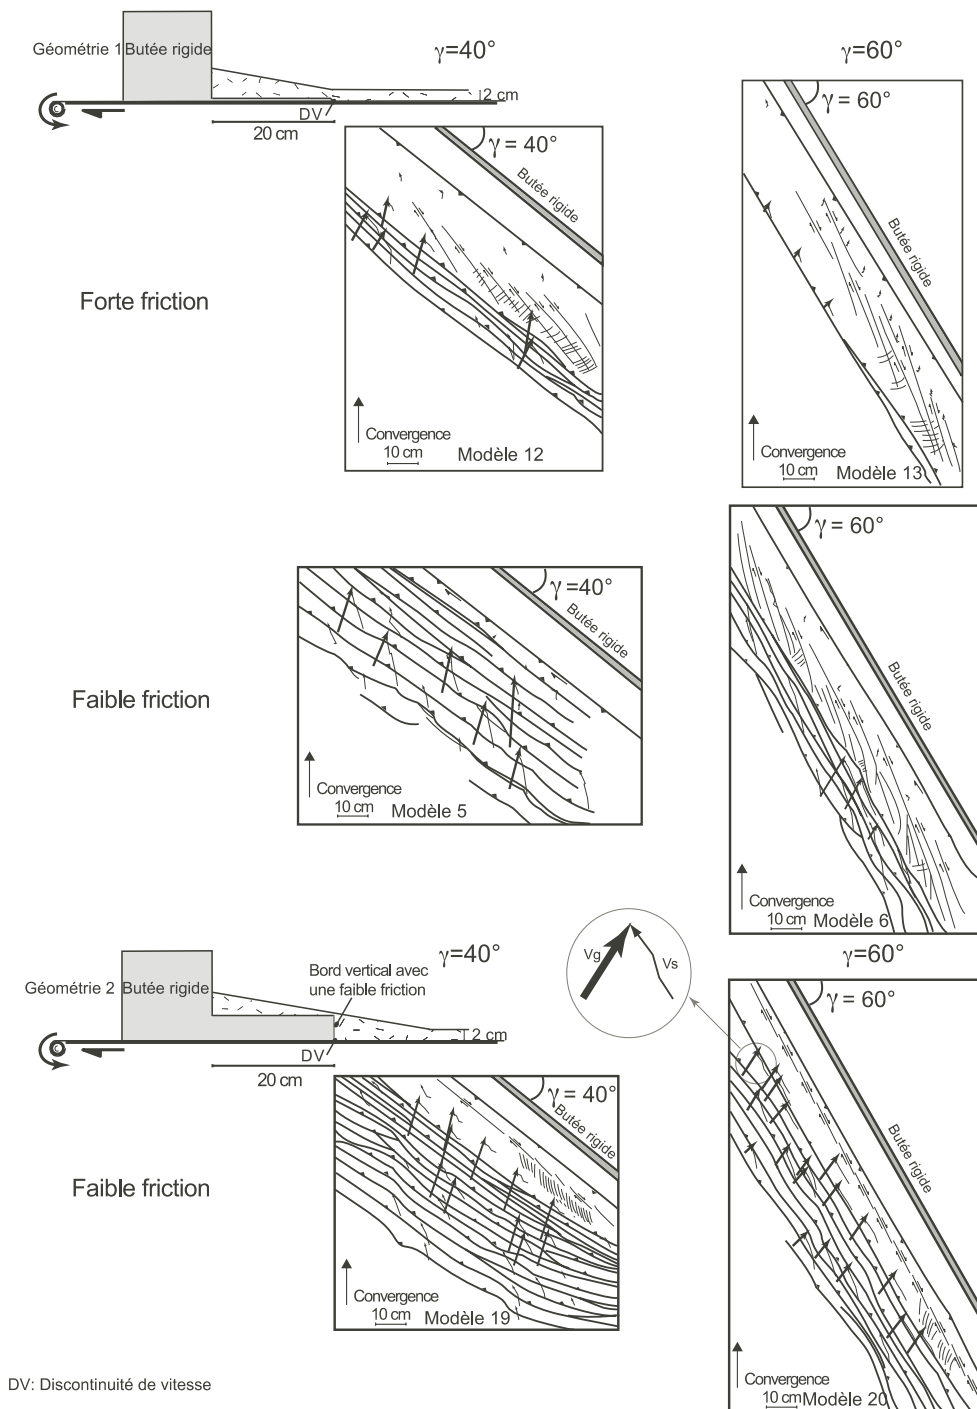 Géométrie 1
Butée rigide
γ=40°
γ=60°
2 cm
DV
20 cm
γ = 40°
Butée rigide
Convergence
10 cm
Modèle 12
γ = 60°
Butée rigide
Convergence
10 cm
Modèle 13
Forte friction
γ =40°
Butée rigide
Convergence
10 cm
Modèle 5
γ = 60°
Butée rigide
Convergence
10 cm
Modèle 6
Faible friction
Géométrie 2
Butée rigide
γ=40°
Bord vertical avec
une faible friction
2 cm
DV
20 cm
Vg
Vs
γ=60°
γ = 40°
Butée rigide
Convergence
10 cm
Modèle 19
γ = 60°
Butée rigide
Convergence
10 cm
Modèle 20
Faible friction
DV: Discontinuité de vitesse